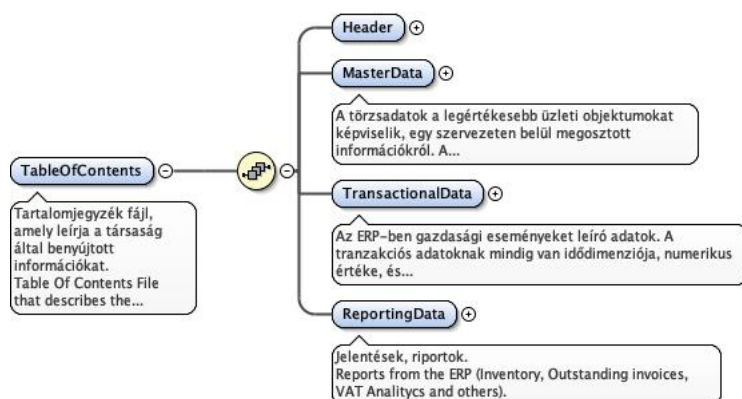 Header
MasterData
A törzsadatok a legértékesebb üzleti objektumokat
képviselik, egy szervezeten belül megosztott
információkról. A...
TableOfContents
Tartalomjegyzék fájl,
amely leírja a társaság
által benyújtott
információkat.
Table Of Contents File
that describes the...
TransactionalData
Az ERP-ben gazdasági eseményeket leíró adatok. A
tranzakciós adatoknak mindig van idődimenziója, numerikus
értéke, és...
ReportingData
Jelentések, riportok.
Reports from the ERP (Inventory, Outstanding invoices,
VAT Analitycs and others).